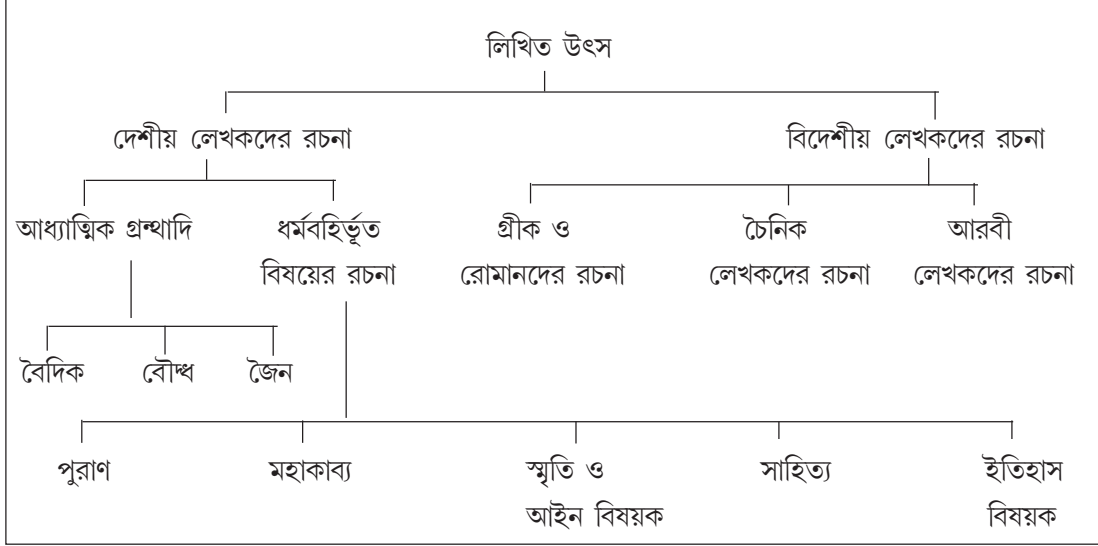 লিখিত উৎস
দেশীয় লেখকদের রচনা
বিদেশীয় লেখকদের রচনা
আধ্যাত্মিক গ্রন্থাদি
ধর্মবহির্ভূত
বিষয়ের রচনা
গ্রীক ও
রোমানদের রচনা
চৈনিক
লেখকদের রচনা
আরবী
লেখকদের রচনা
বৈদিক
বৌদ্ধ
জৈন
পুরাণ
মহাকাব্য
স্মৃতি ও
আইন বিষয়ক
সাহিত্য
ইতিহাস
বিষয়ক